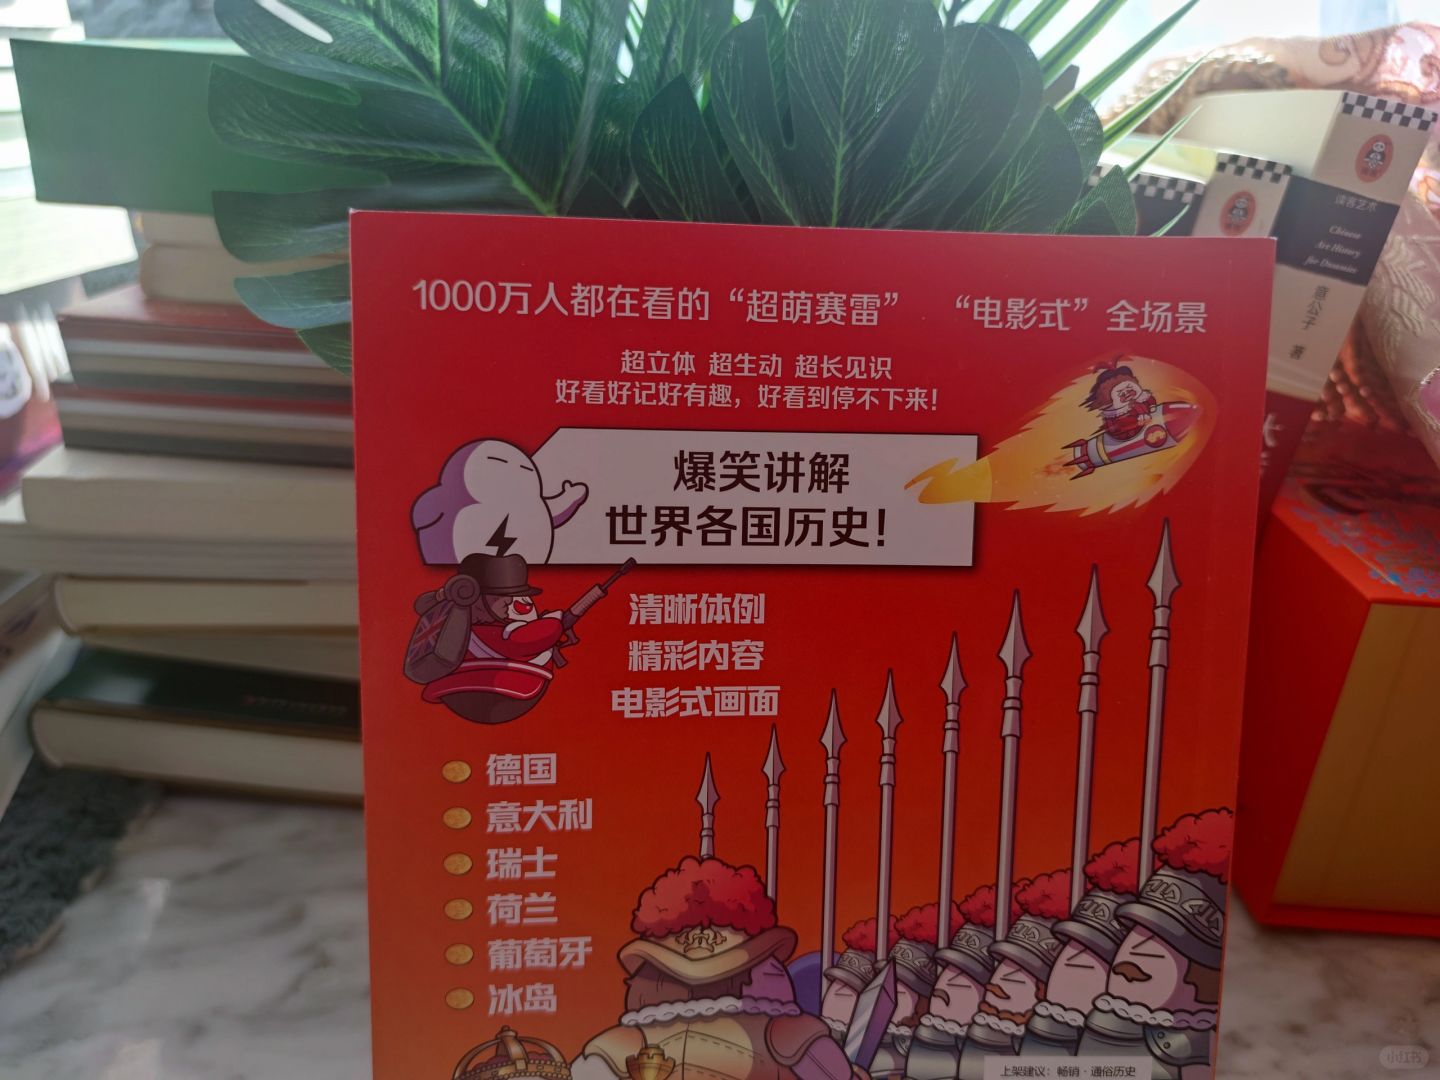 1000万人都在看的“超萌赛雷” “电影式”全场景
超立体 超生动 超长见识
好看好记好有趣，好看到停不下来！
爆笑讲解
世界各国历史！
清晰体例
精彩内容
电影式画面
德国
意大利
瑞士
荷兰
葡萄牙
冰岛
上架建议：畅销·通俗历史
读客艺术
Chinese
Art History
for Dummies
意公子 著
小红书